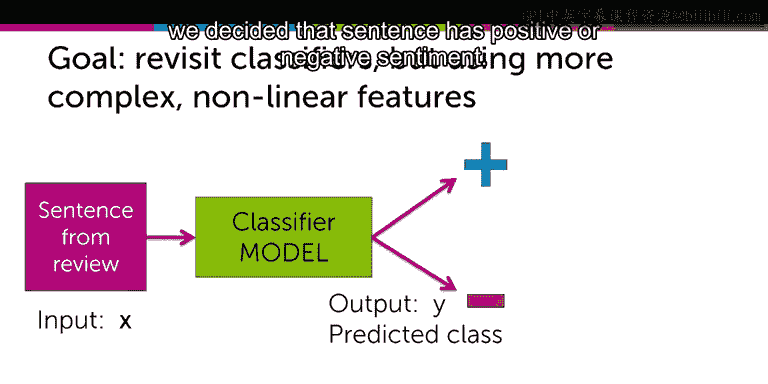 we decided that sentence has positive or
negative sentiment.
Goal: revisit classifiers, but using more
complex, non-linear features
Sentence
from
review
Classifier
MODEL
Input: x
Output: y
Predicted class